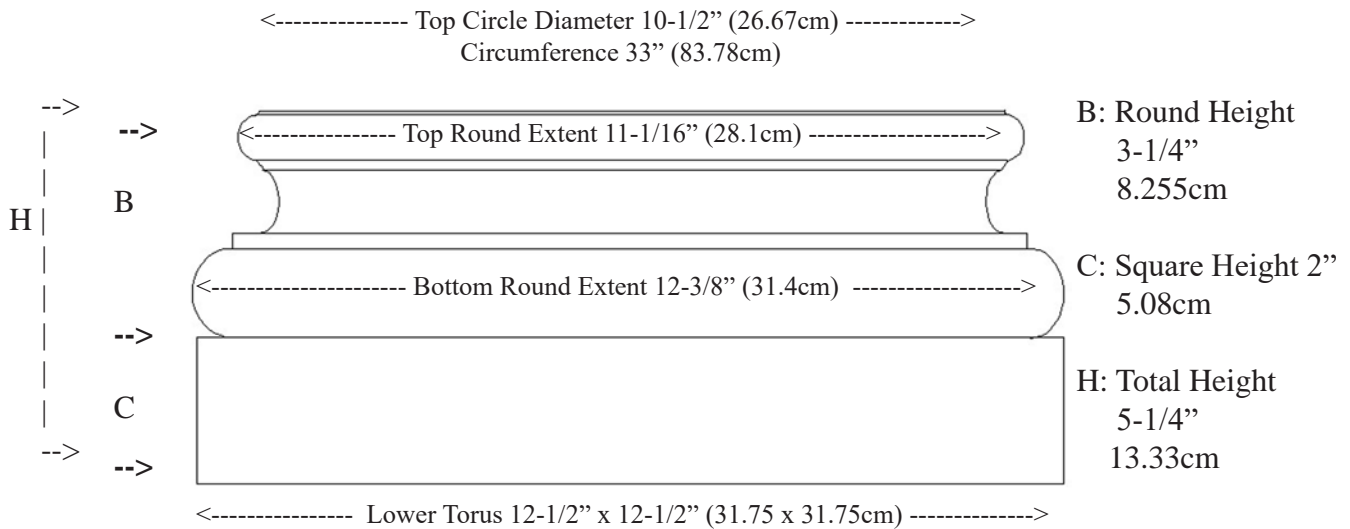 <--------------- Top Circle Diameter 10-1/2” (26.67cm) ------------->
Circumference 33” (83.78cm)
-->
-->
<---------------- Top Round Extent 11-1/16” (28.1cm) -------------------->
B: Round Height
3-1/4”
8.255cm
B
H
<--------------------- Bottom Round Extent 12-3/8” (31.4cm) ------------------->
C: Square Height 2”
5.08cm
-->
H: Total Height
5-1/4”
13.33cm
C
-->
-->
<---------------- Lower Torus 12-1/2” x 12-1/2” (31.75 x 31.75cm) ------------->